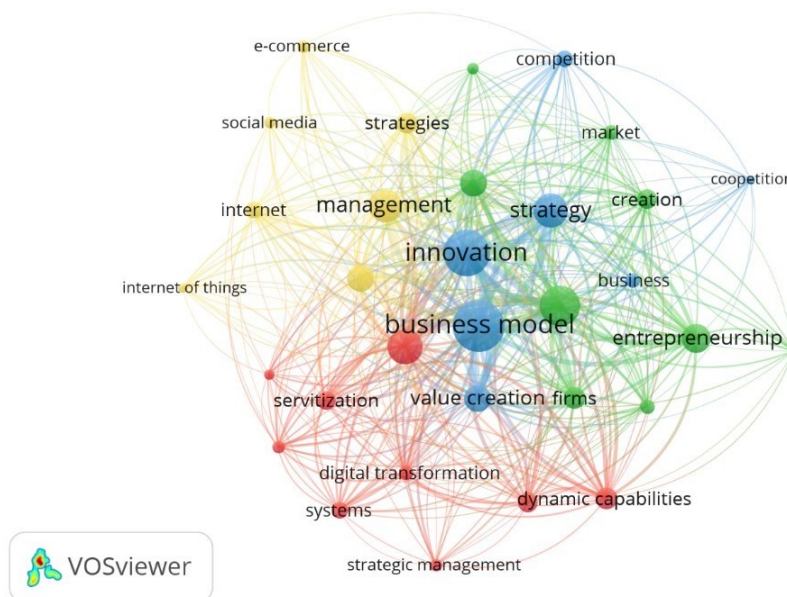 e-commerce
competition
social media
strategies
market
coopetition
internet
management
strategy
creation
innovation
internet of things
business
business model
entrepreneurship
servitization
value creation
firms
digital transformation
dynamic capabilities
systems
strategic management
VOSviewer